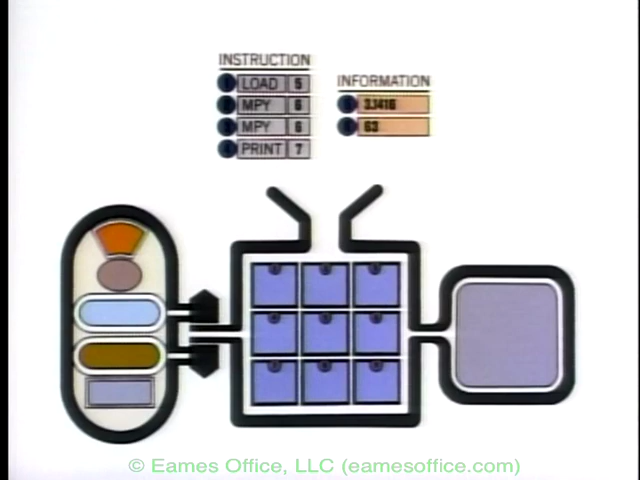 INSTRUCTION
LOAD 5
MPY 6
MPY 6
PRINT 7
INFORMATION
3.1416
63
© Eames Office, LLC (eamesoffice.com)